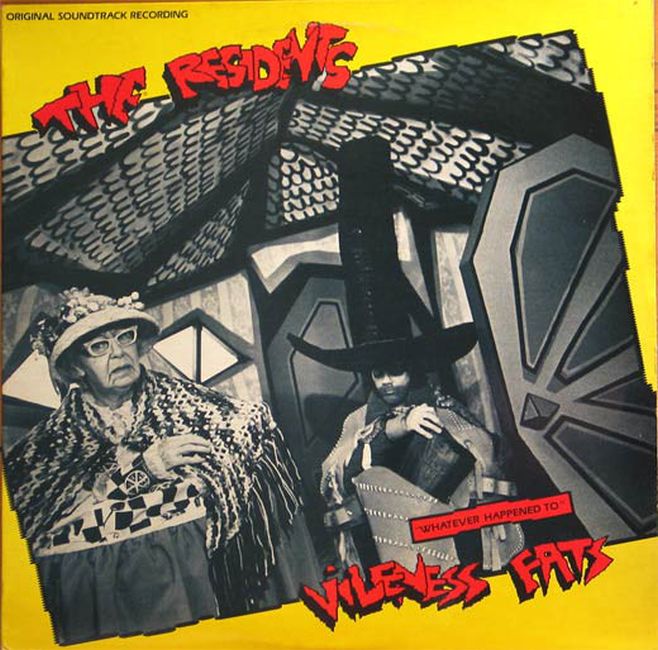 ORIGINAL SOUNDTRACK RECORDING
THE RESIDENTS
"WHATEVER HAPPENED TO"
VILENESS FATS